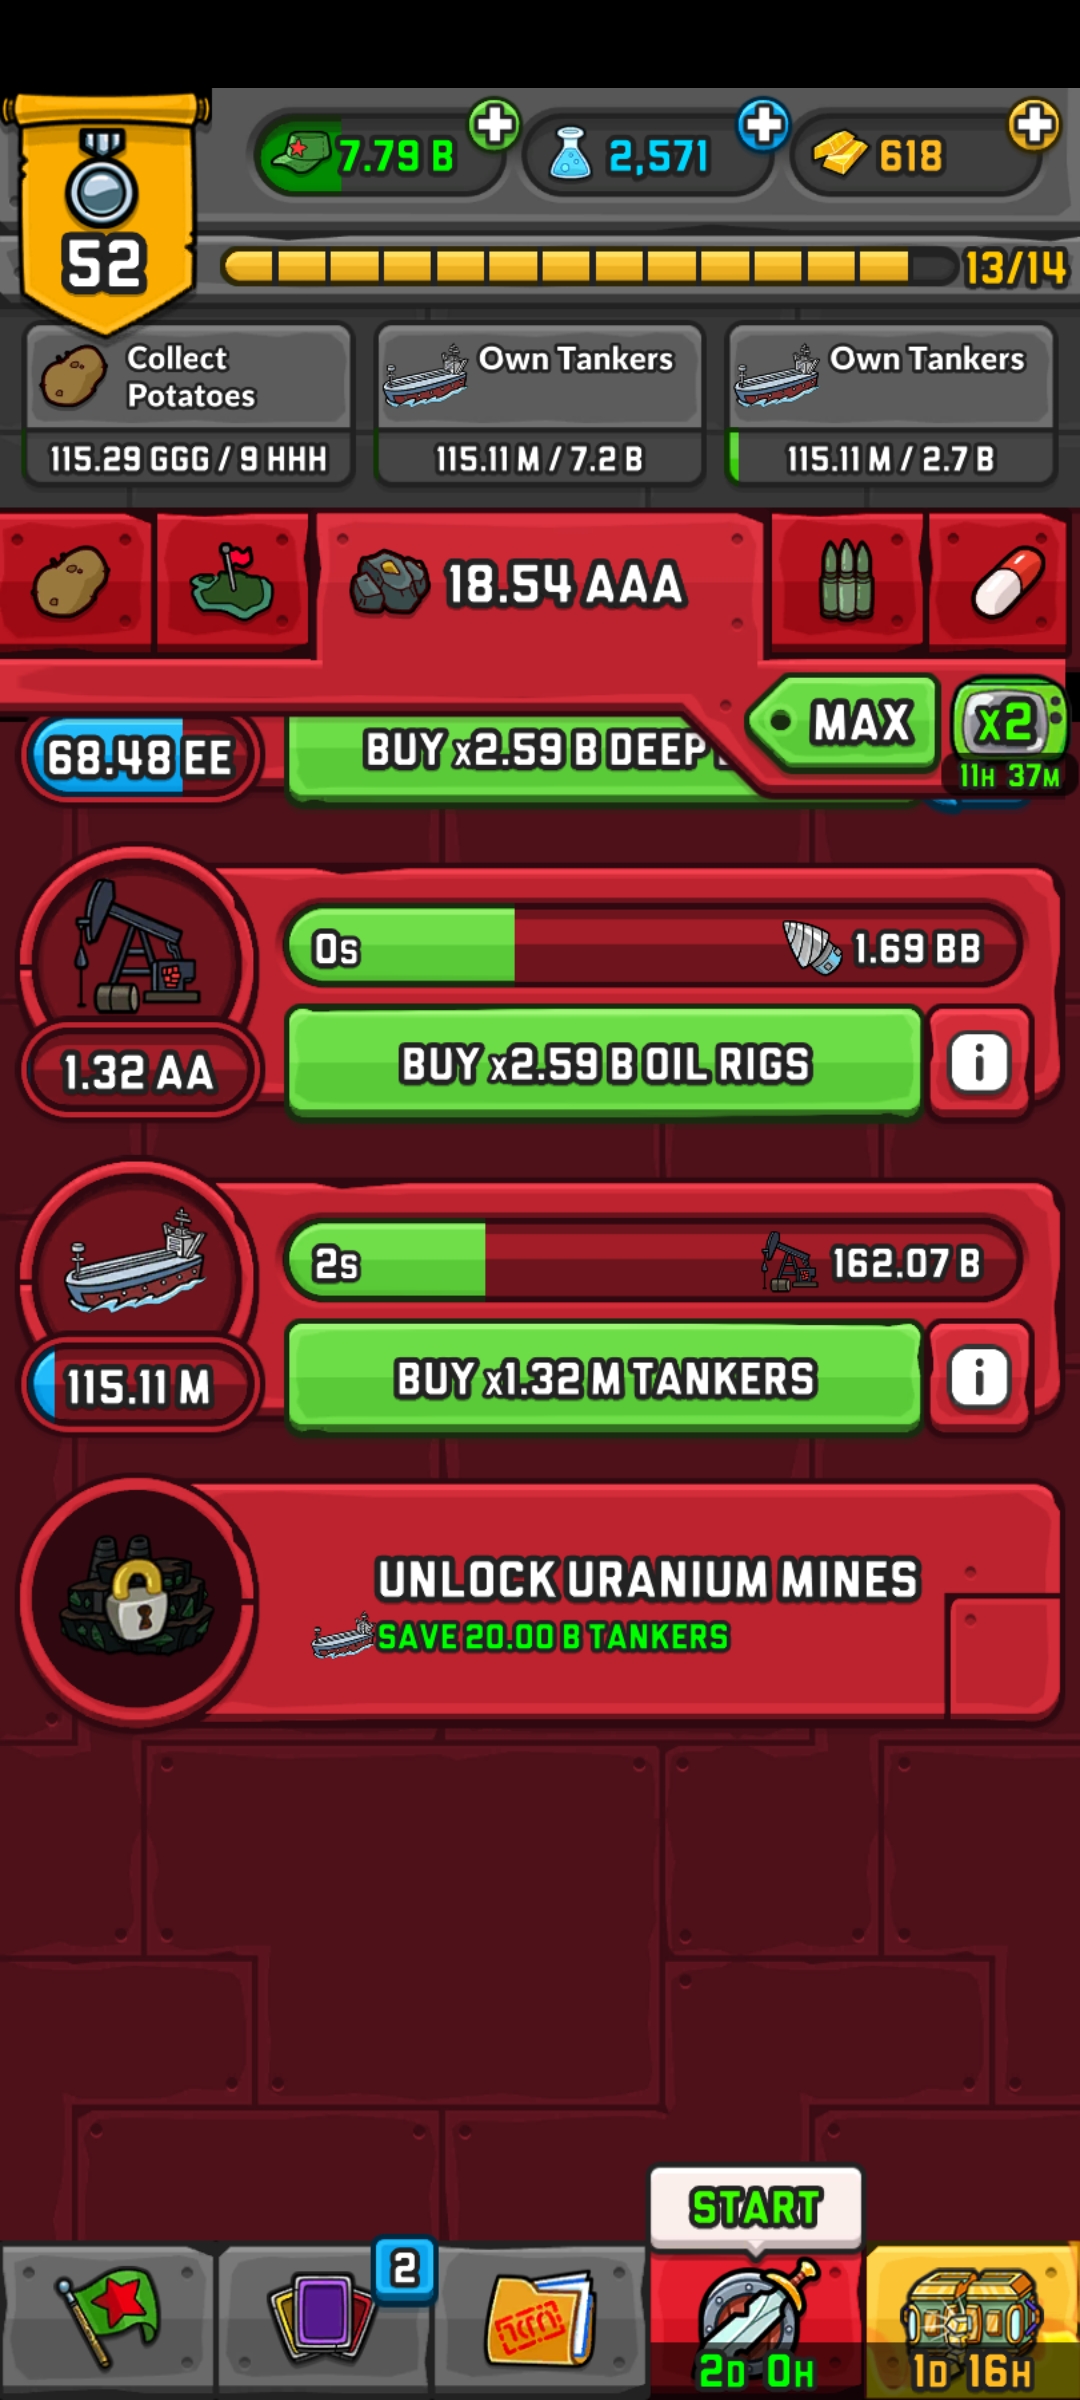 7.79 B
2,571
618
52
13/14
Collect
Potatoes
115.29 GGG / 9 HHH
Own Tankers
115.11 M / 7.2 B
Own Tankers
115.11 M / 2.7 B
18.54 AAA
MAX
x2
11H 37M
68.48 EE
BUY x2.59 B DEEP
0s
1.69 BB
1.32 AA
BUY x2.59 B OIL RIGS
i
2s
162.07 B
115.11 M
BUY x1.32 M TANKERS
i
UNLOCK URANIUM MINES
SAVE 20.00 B TANKERS
START
2
2D 0H
1D 16H